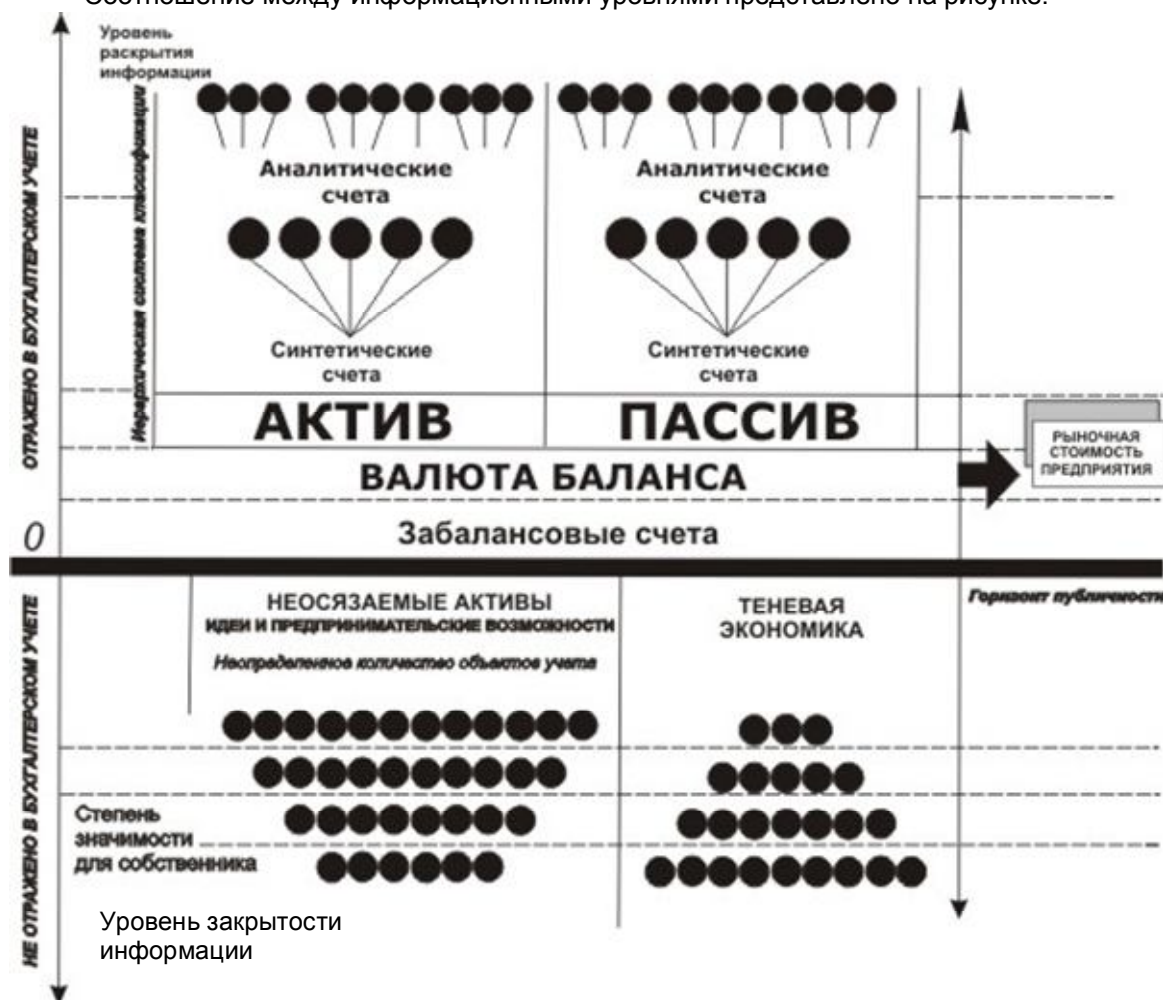 Соотношение между информационными уровнями представлено на рисунке.
Уровень
раскрытия
информации
ОТРАЖЕНО В БУХГАЛТЕРСКОМ УЧЕТЕ
Иерархическая система классификации
Аналитические
счета
Аналитические
счета
Синтетические
счета
Синтетические
счета
АКТИВ
ПАССИВ
ВАЛЮТА БАЛАНСА
РЫНОЧНАЯ
СТОИМОСТЬ
ПРЕДПРИЯТИЯ
0
Забалансовые счета
Горизонт публичности
НЕ ОТРАЖЕНО В БУХГАЛТЕРСКОМ УЧЕТЕ
НЕОСЯЗАЕМЫЕ АКТИВЫ
ИДЕИ И ПРЕДПРИНИМАТЕЛЬСКИЕ ВОЗМОЖНОСТИ
Неопределенное количество объектов учета
ТЕНЕВАЯ
ЭКОНОМИКА
Степень
значимости
для собственника
Уровень закрытости
информации